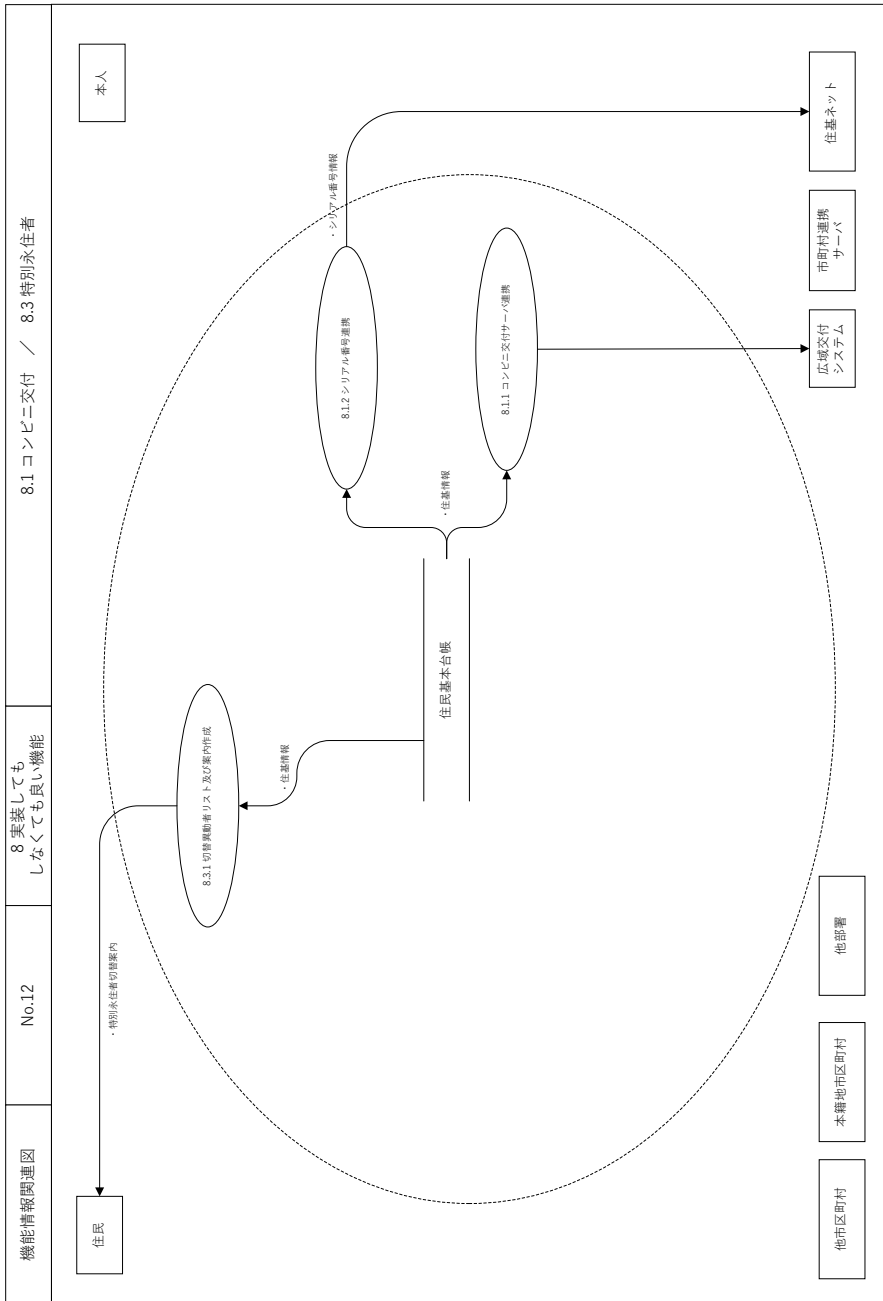 機能情報関連図
No.12
8 実装しても
しなくても良い機能
8.1 コンビニ交付 / 8.3 特別永住者
住民
本人
・特別永住者切替案内
8.3.1 切替異動者リスト及び案内作成
・住基情報
住民基本台帳
・住基情報
8.1.2 シリアル番号連携
・シリアル番号情報
8.1.1 コンビニ交付サーバ連携
他市区町村
本籍地市区町村
他部署
広域交付
システム
市町村連携
サーバ
住基ネット